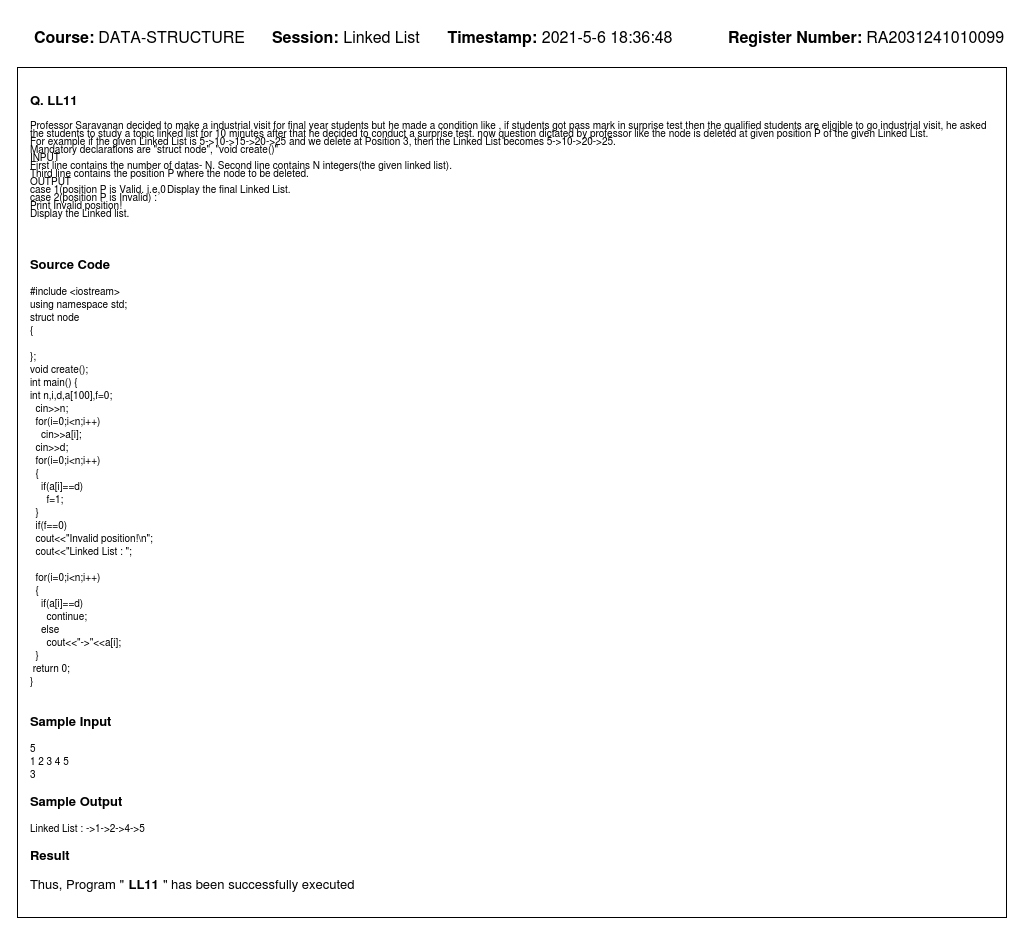 Course: DATA-STRUCTURE Session: Linked List Timestamp: 2021-5-6 18:36:48 Register Number: RA2031241010099
Q. LL11
Professor Saravanan decided to make a industrial visit for final year students but he made a condition like , if students got pass mark in surprise test then the qualified students are eligible to go industrial visit, he asked
the students to study a topic linked list for 10 minutes after that he decided to conduct a surprise test. now question dictated by professor like the node is deleted at given position P of the given Linked List.
For example if the given Linked List is 5->10->15->20->25 and we delete at Position 3, then the Linked List becomes 5->10->20->25.
Mandatory declarations are "struct node", "void create()"
INPUT
First line contains the number of datas- N. Second line contains N integers(the given linked list).
Third line contains the position P where the node to be deleted.
OUTPUT
case 1(position P is Valid. i.e.0 Display the final Linked List.
case 2(position P is Invalid) :
Print Invalid position!
Display the Linked list.
Source Code
#include <iostream>
using namespace std;
struct node
{
};
void create();
int main() {
int n,i,d,a[100],f=0;
cin>>n;
for(i=0;i<n;i++)
cin>>a[i];
cin>>d;
for(i=0;i<n;i++)
{
if(a[i]==d)
f=1;
}
if(f==0)
cout<<"Invalid position!\n";
cout<<"Linked List : ";
for(i=0;i<n;i++)
{
if(a[i]==d)
continue;
else
cout<<"->"<<a[i];
}
return 0;
}
Sample Input
5
1 2 3 4 5
3
Sample Output
Linked List : ->1->2->4->5
Result
Thus, Program " LL11 " has been successfully executed